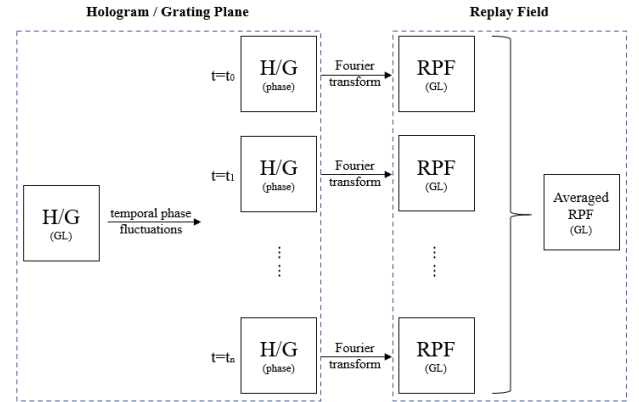 Hologram / Grating Plane
Replay Field
t=t0
H/G
(phase)
Fourier
transform
RPF
(GL)
t=t1
H/G
(phase)
Fourier
transform
RPF
(GL)
H/G
(GL)
temporal phase
fluctuations
Averaged
RPF
(GL)
......
......
t=tn
H/G
(phase)
Fourier
transform
RPF
(GL)